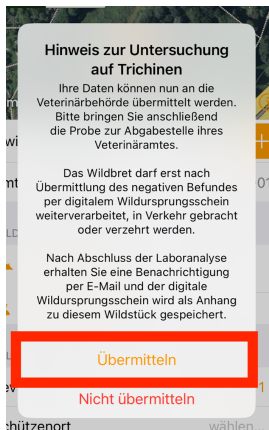 Hinweis zur Untersuchung
auf Trichinen
Ihre Daten können nun an die
Veterinärbehörde übermittelt werden.
Bitte bringen Sie anschließend
die Probe zur Abgabestelle ihres
Veterinäramtes.
Das Wildbret darf erst nach
Übermittlung des negativen Befundes
per digitalem Wildursprungsschein
weiterverarbeitet, in Verkehr gebracht
oder verzehrt werden.
Nach Abschluss der Laboranalyse
erhalten Sie eine Benachrichtigung
per E-Mail und der digitale
Wildursprungsschein wird als Anhang
zu diesem Wildstück gespeichert.
Übermitteln
Nicht übermitteln
chützenort wählen